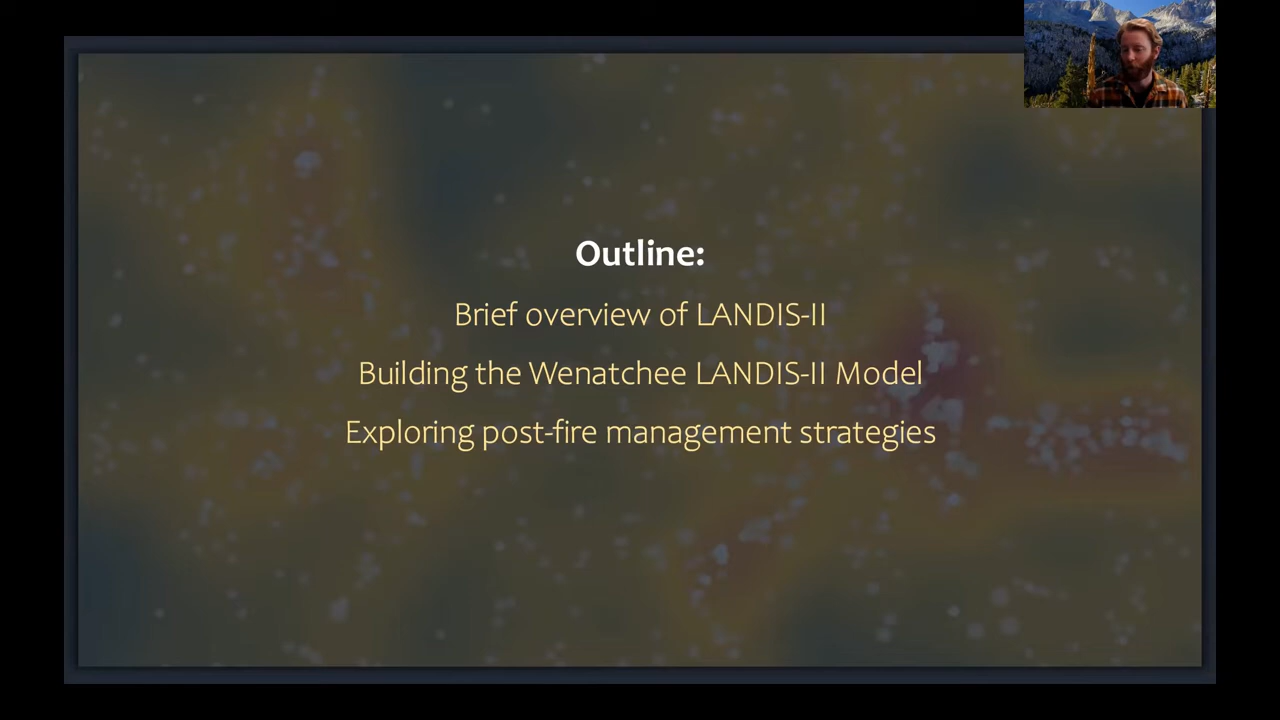 Outline:
Brief overview of LANDIS-II
Building the Wenatchee LANDIS-II Model
Exploring post-fire management strategies